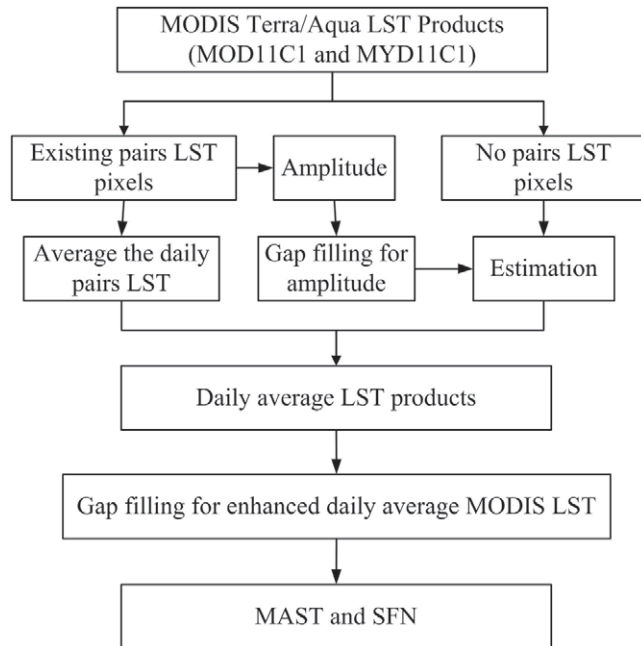 MODIS Terra/Aqua LST Products
(MOD11C1 and MYD11C1)
Existing pairs LST
pixels
Amplitude
No pairs LST
pixels
Average the daily
pairs LST
Gap filling for
amplitude
Estimation
Daily average LST products
Gap filling for enhanced daily average MODIS LST
MAST and SFN